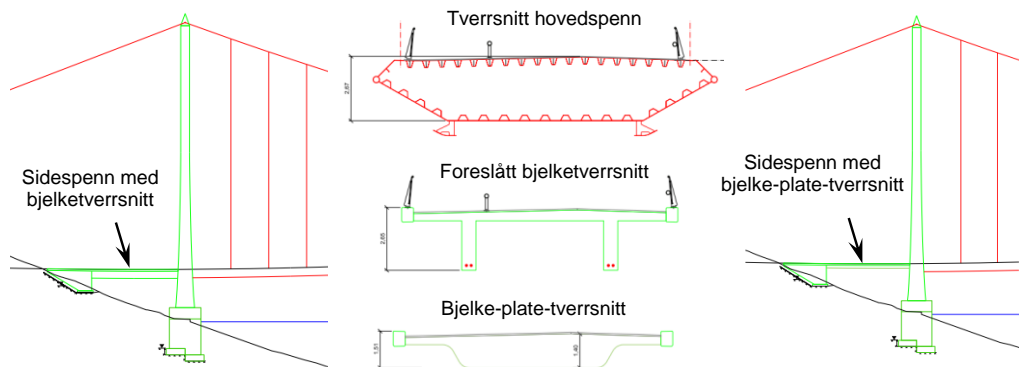 Tverrsnitt hovedspenn
2,67
Sidespenn med
bjelketverrsnitt
Foreslått bjelketverrsnitt
2,65
Sidespenn med
bjelke-plate-tverrsnitt
Bjelke-plate-tverrsnitt
1,51
1,40